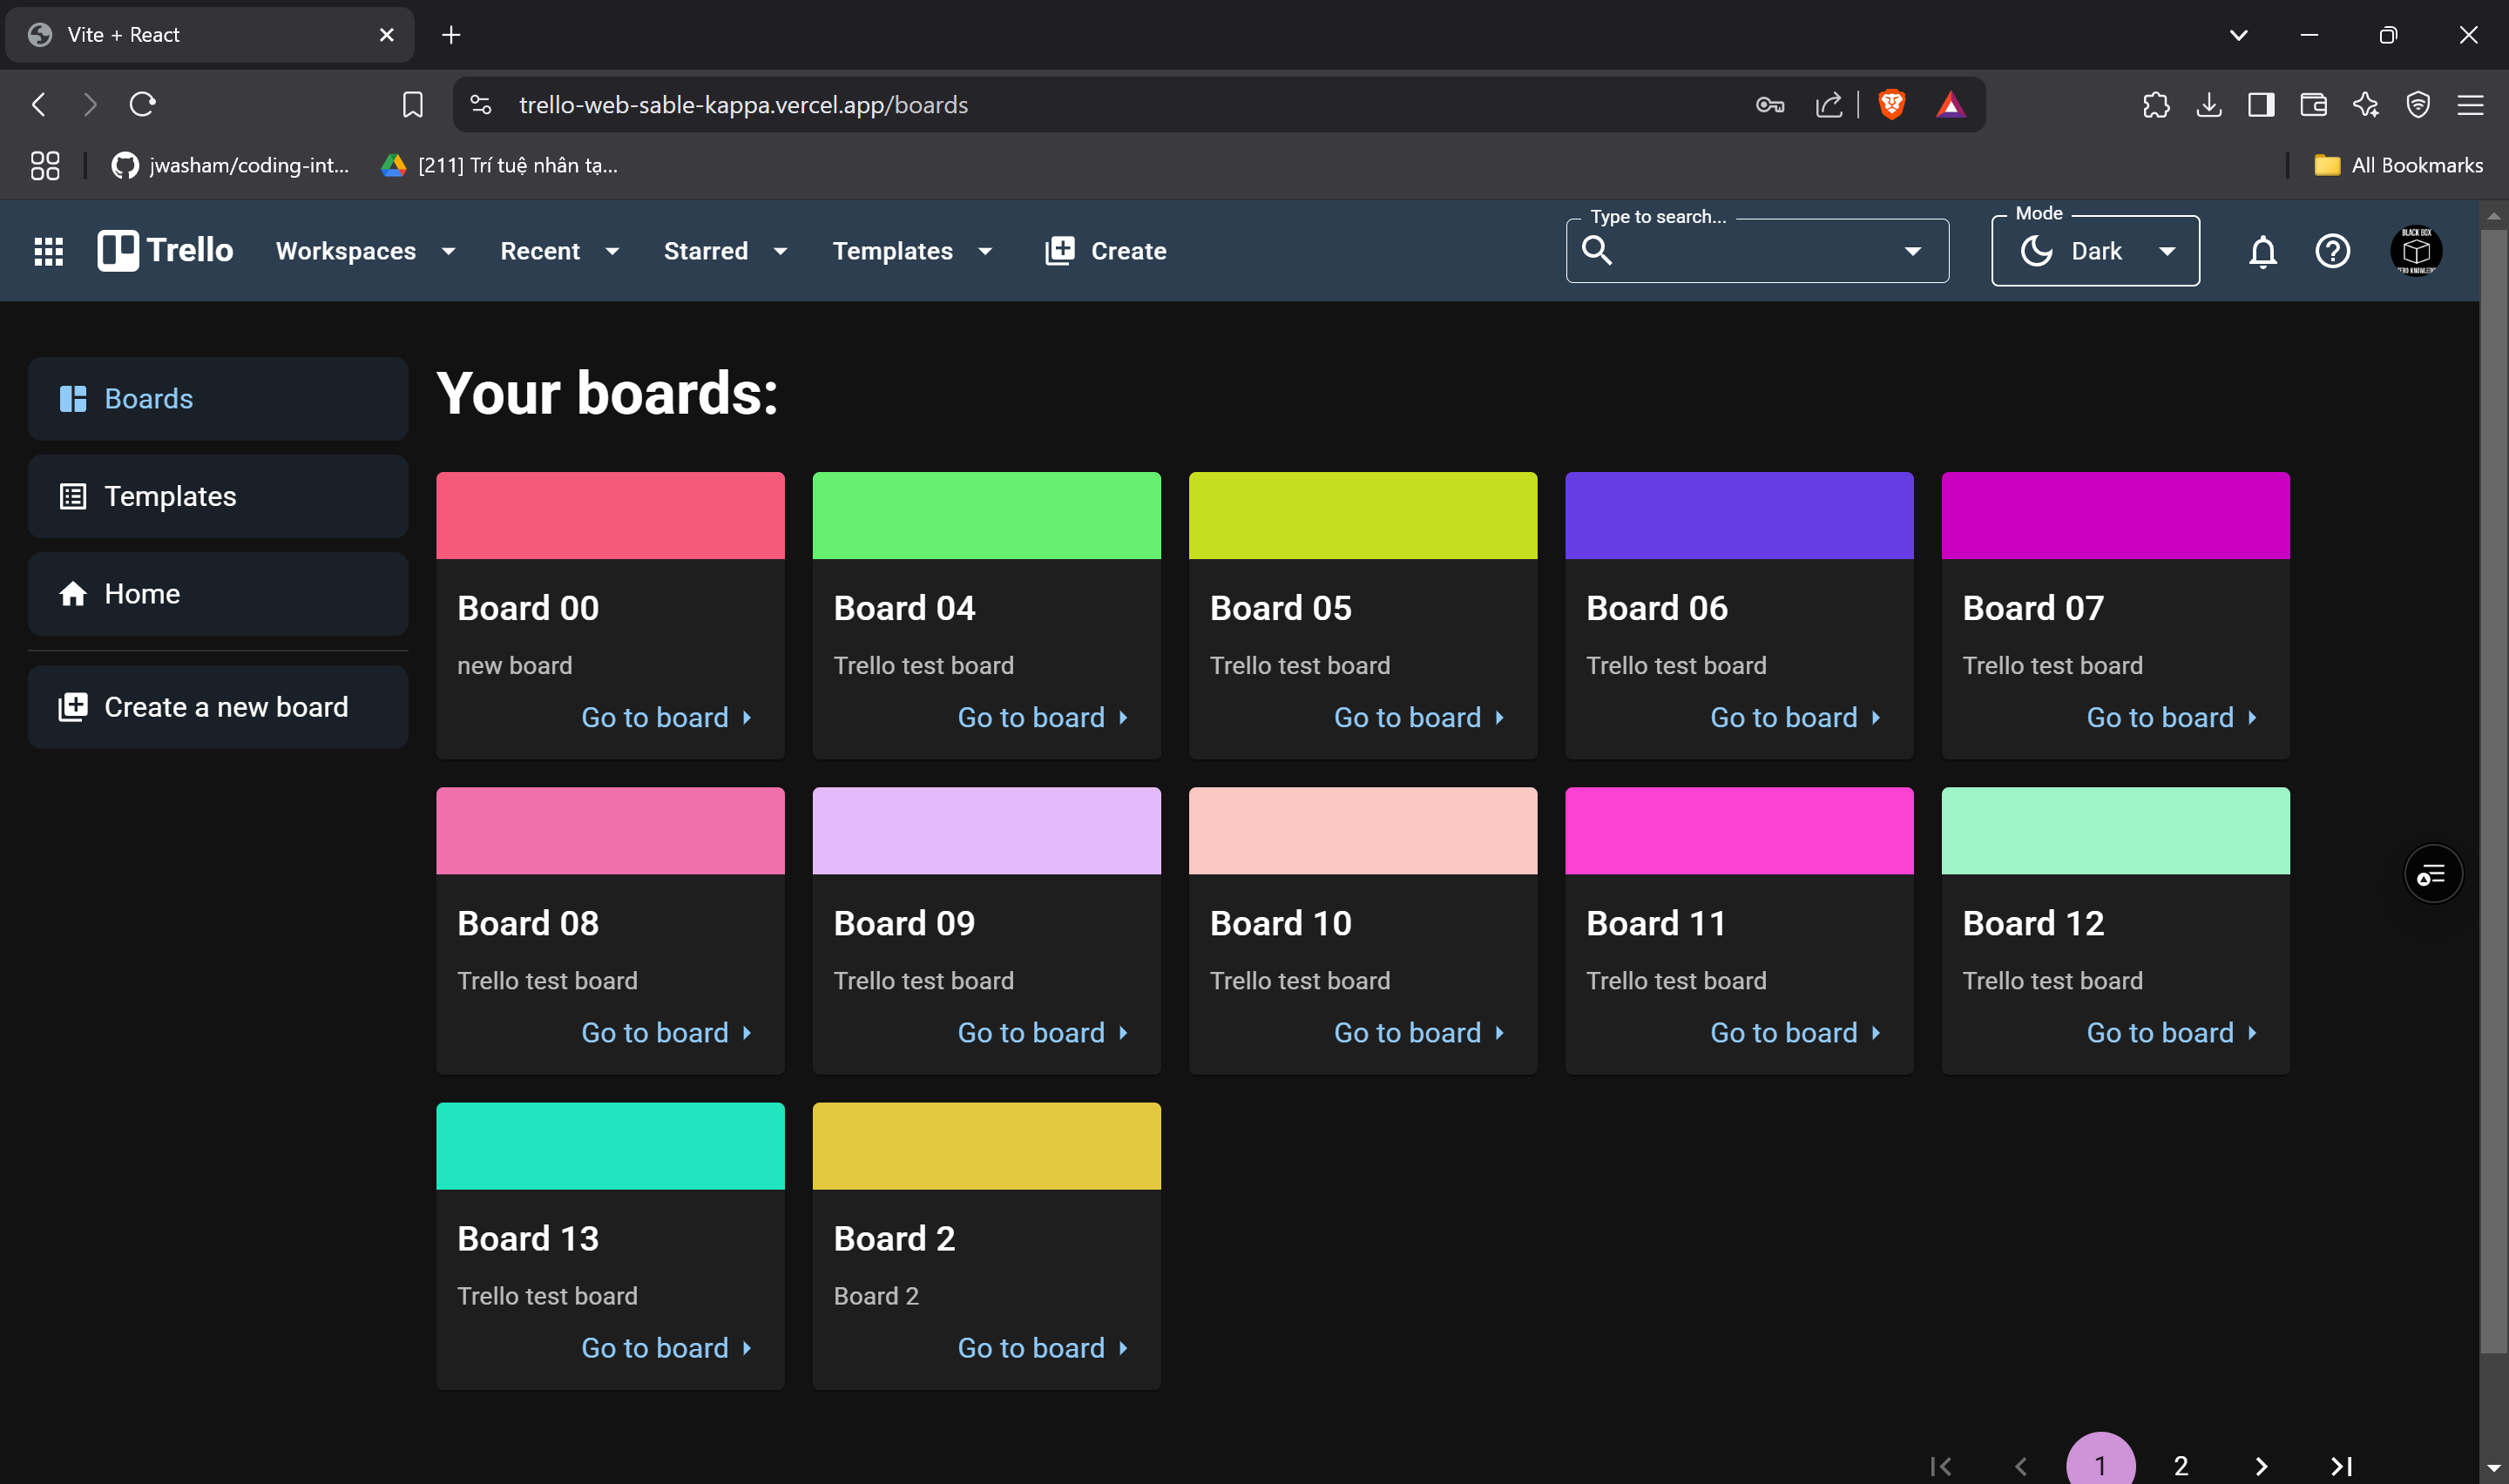 Vite + React
trello-web-sable-kappa.vercel.app/boards
jwasham/coding-int... [211] Trí tuệ nhân tạ... All Bookmarks
Trello Workspaces Recent Starred Templates Create Type to search... Mode Dark
BLACK BOX
Boards
Templates
Home
Create a new board
Your boards:
Board 00 Board 04 Board 05 Board 06 Board 07
new board Trello test board Trello test board Trello test board Trello test board
Go to board Go to board Go to board Go to board Go to board
Board 08 Board 09 Board 10 Board 11 Board 12
Trello test board Trello test board Trello test board Trello test board Trello test board
Go to board Go to board Go to board Go to board Go to board
Board 13 Board 2
Trello test board Board 2
Go to board Go to board
1 2